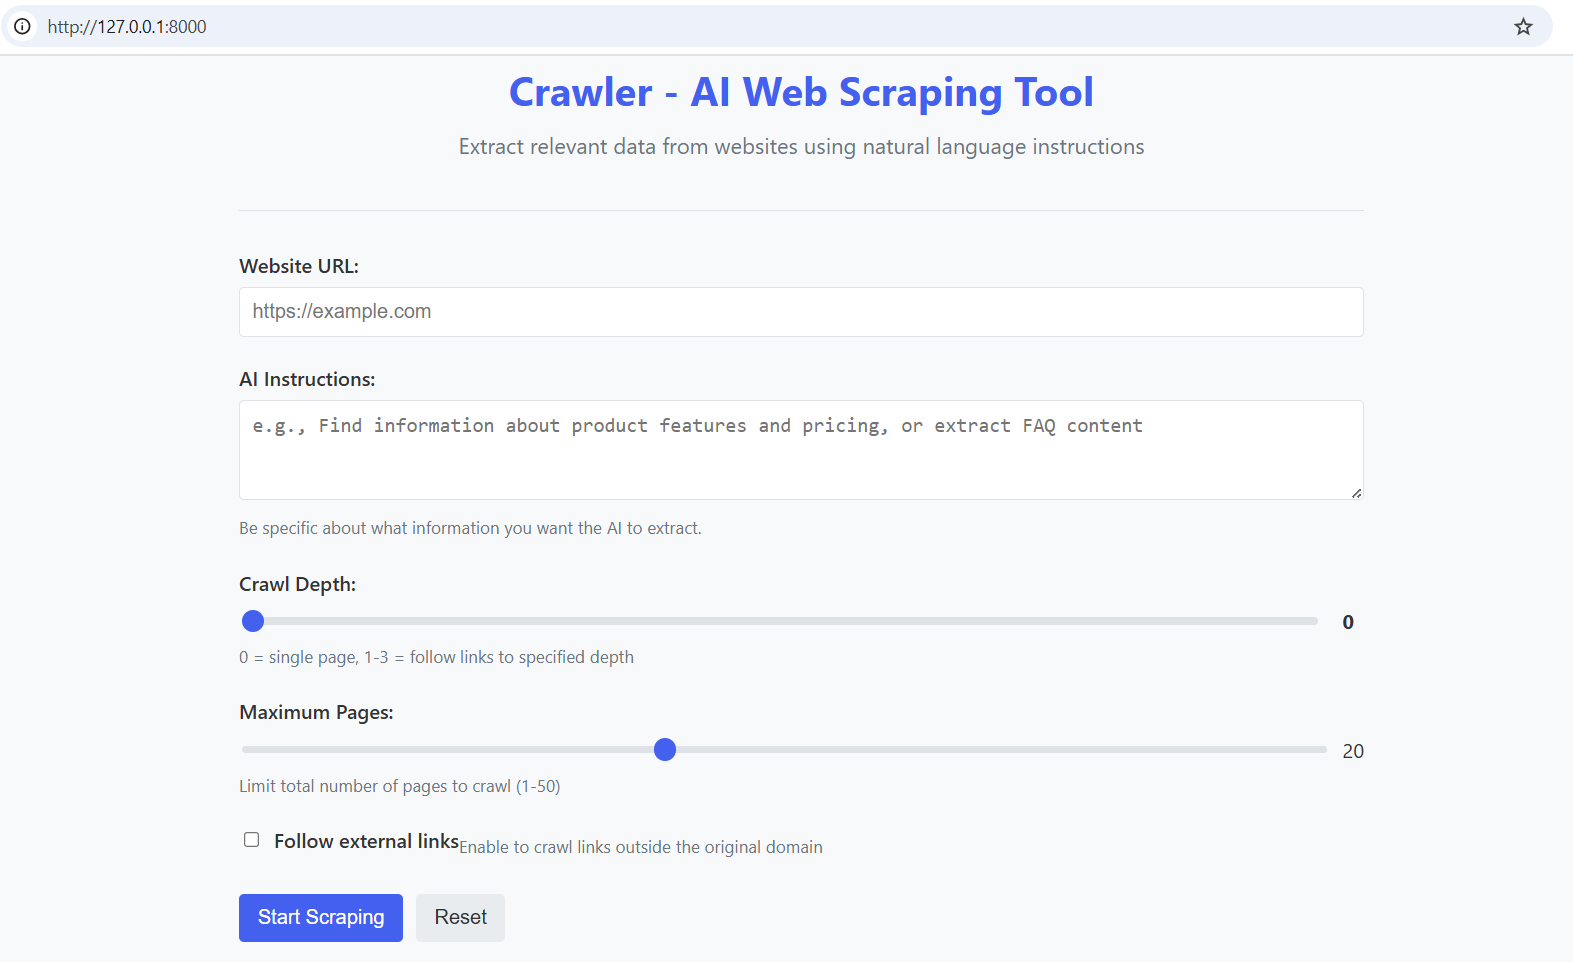 http://127.0.0.1:8000
Crawler - AI Web Scraping Tool
Extract relevant data from websites using natural language instructions
Website URL:
https://example.com
AI Instructions:
e.g., Find information about product features and pricing, or extract FAQ content
Be specific about what information you want the AI to extract.
Crawl Depth:
0
0 = single page, 1-3 = follow links to specified depth
Maximum Pages:
20
Limit total number of pages to crawl (1-50)
Follow external links Enable to crawl links outside the original domain
Start Scraping Reset